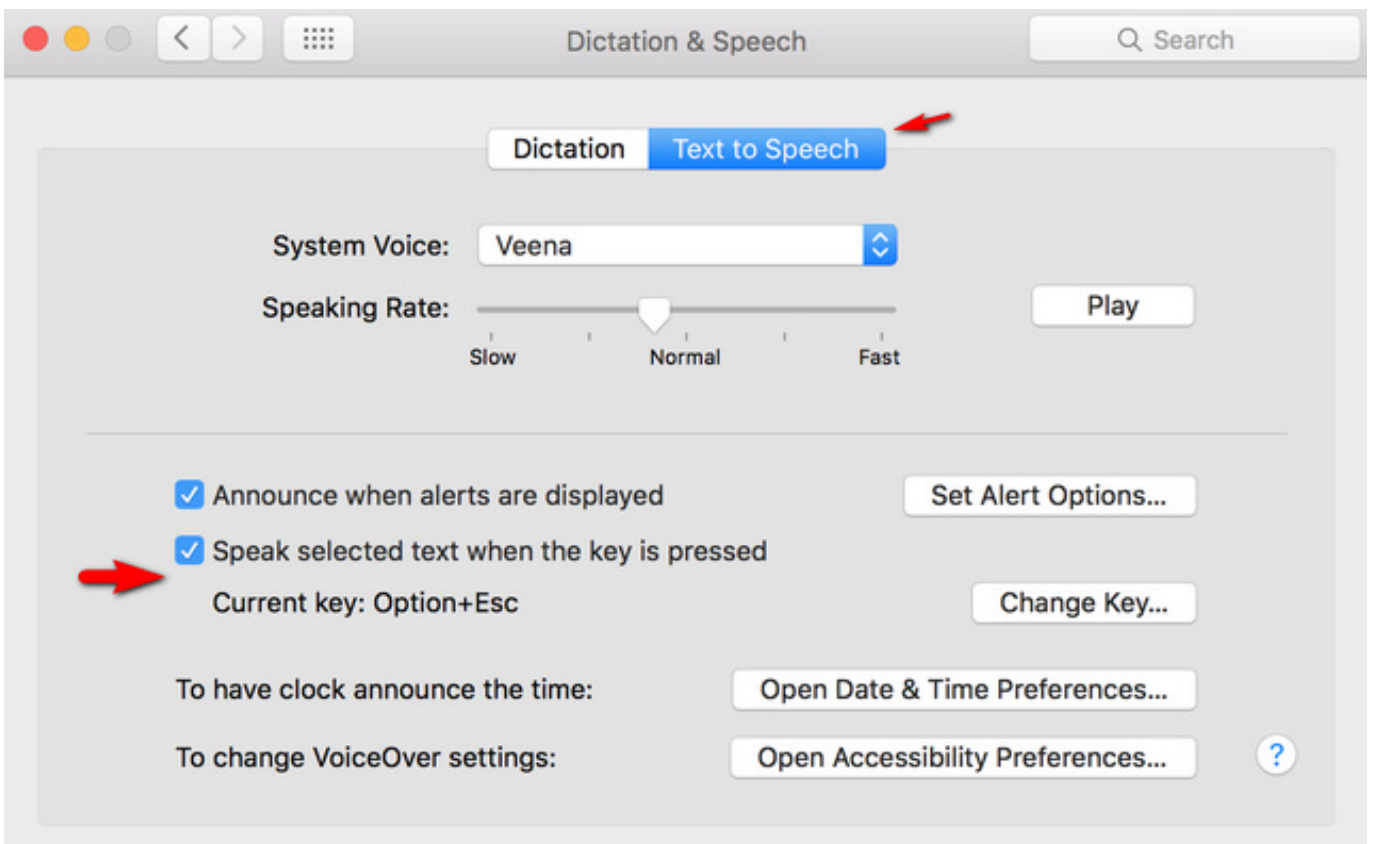 Dictation & Speech
Search
Dictation Text to Speech
System Voice: Veena
Speaking Rate: Play
Slow Normal Fast
Announce when alerts are displayed Set Alert Options...
Speak selected text when the key is pressed
Current key: Option+Esc Change Key...
To have clock announce the time: Open Date & Time Preferences...
To change VoiceOver settings: Open Accessibility Preferences... ?